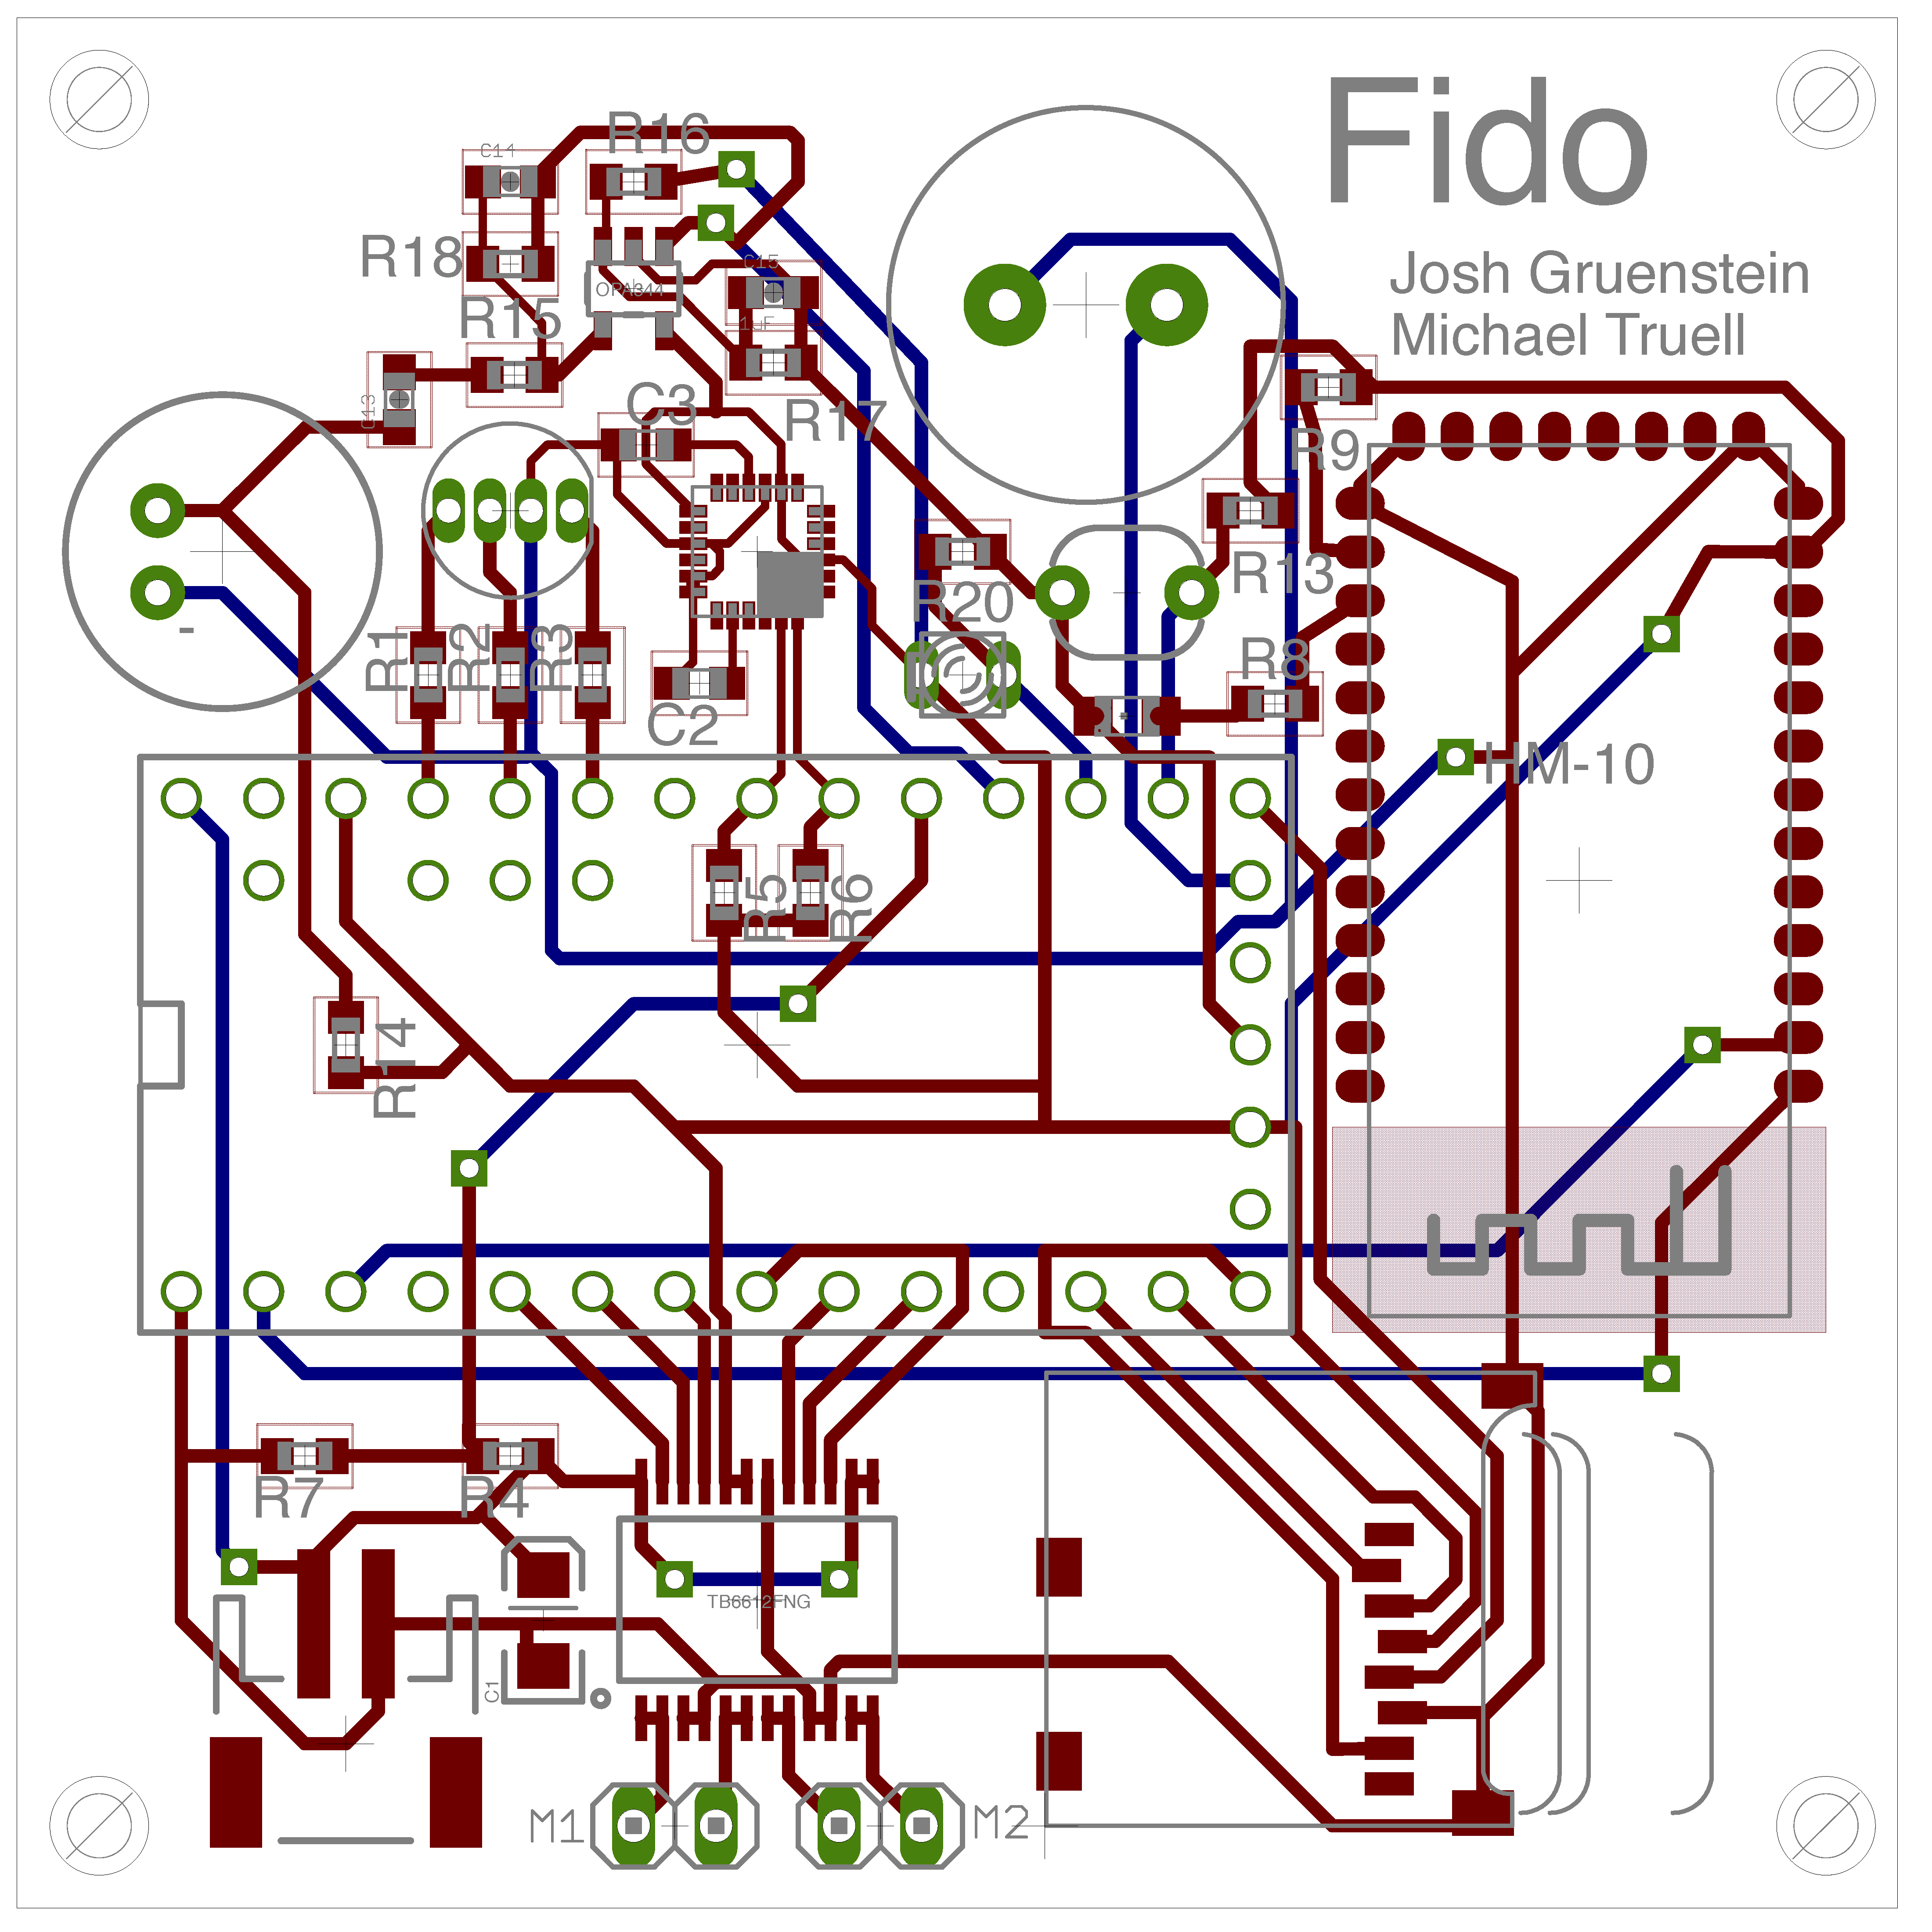 Fido
Josh Gruenstein
Michael Truell
C14
R16
R18
C15
OPA344
R15
1uF
C13
C3
R17
R9
R13
R20
-
R1
R2
R3
R8
C2
HM-10
R5
R6
R14
R7
R4
TB6612FNG
C1
M1
M2